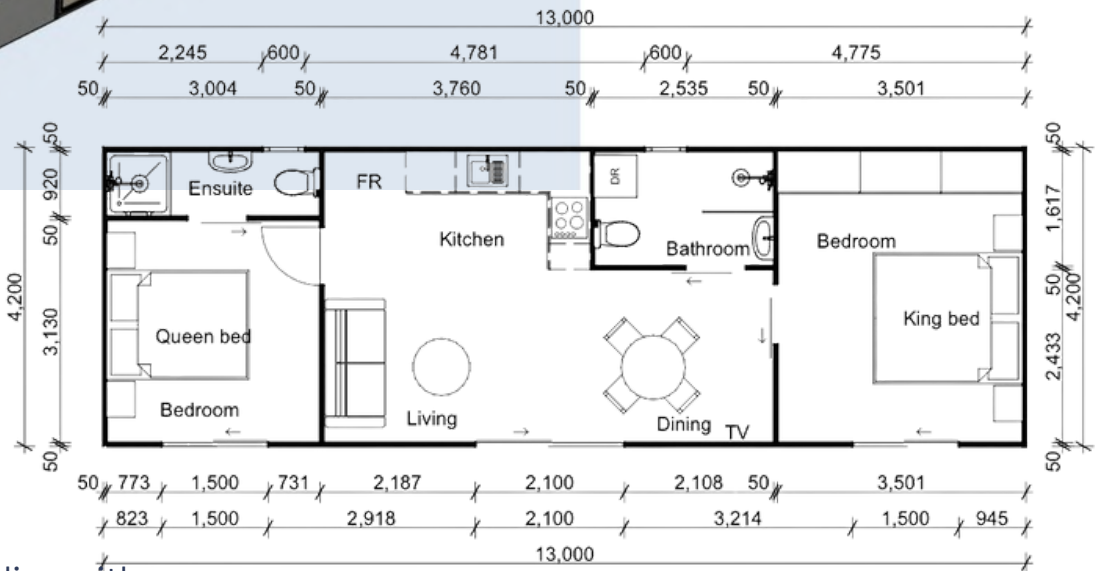 13,000
2,245 600 4,781 600 4,775
50 3,004 50 3,760 50 2,535 50 3,501
50 50
920 Ensuite FR DR 1,617
50 Kitchen Bathroom Bedroom
4,200 50 4,200
3,130 Queen bed King bed 2,433
Bedroom Living Dining TV
50 50
50 773 1,500 731 2,187 2,100 2,108 50 3,501
823 1,500 2,918 2,100 3,214 1,500 945
13,000